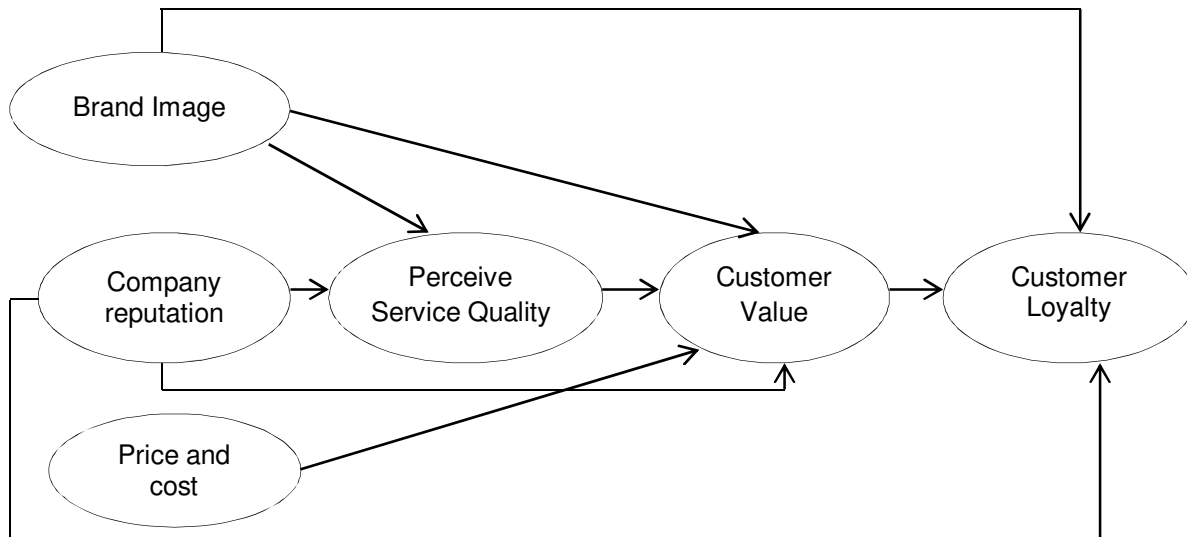 Brand Image
Company
reputation
Perceive
Service Quality
Customer
Value
Customer
Loyalty
Price and
cost